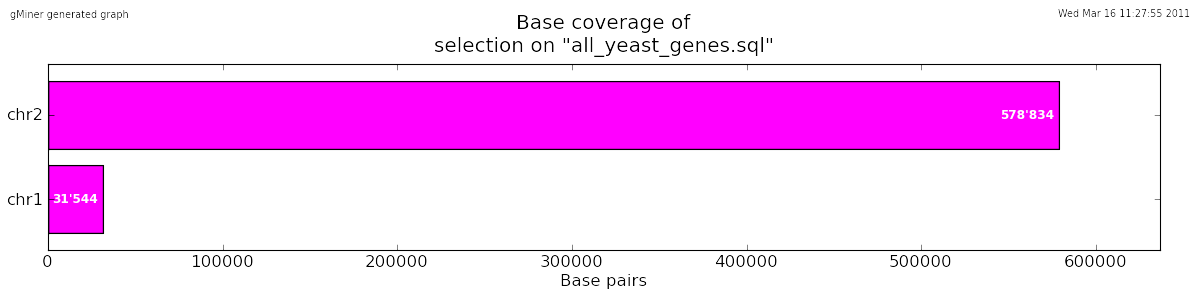 gMiner generated graph
Wed Mar 16 11:27:55 2011
Base coverage of
selection on "all_yeast_genes.sql"
chr2
578'834
chr1
31'544
0 100000 200000 300000 400000 500000 600000
Base pairs